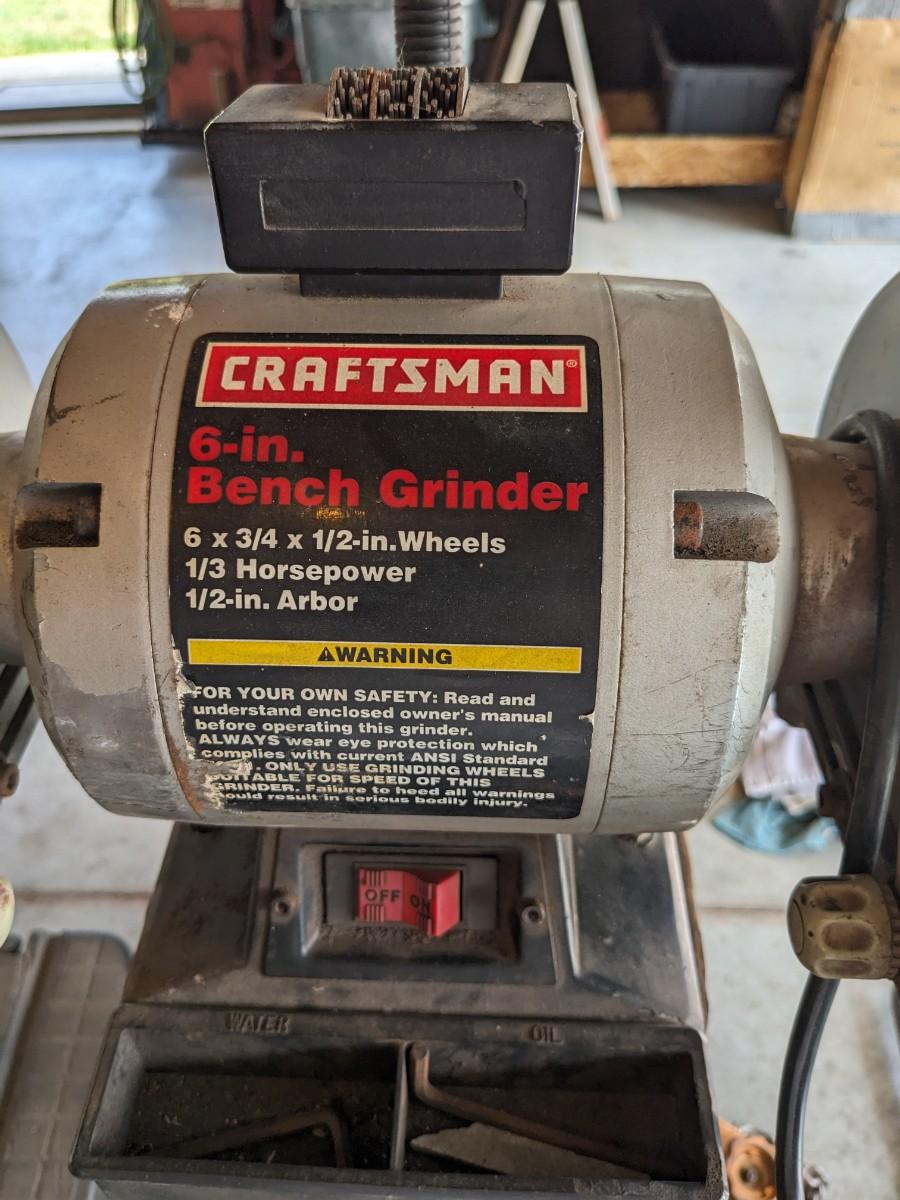 CRAFTSMAN®
6-in.
Bench Grinder
6 x 3/4 x 1/2-in.Wheels
1/3 Horsepower
1/2-in. Arbor
⚠WARNING
FOR YOUR OWN SAFETY: Read and
understand enclosed owner's manual
before operating this grinder.
ALWAYS wear eye protection which
complies with current ANSI Standard
. ONLY USE GRINDING WHEELS
SUITABLE FOR SPEED OF THIS
GRINDER. Failure to heed all warnings
could result in serious bodily injury.
OFF ON
WATER OIL